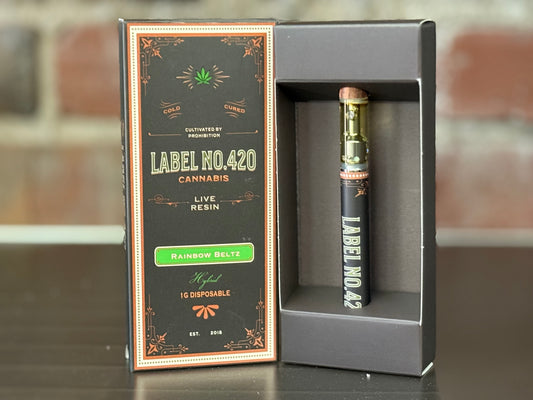 COLD CURED
CULTIVATED BY
PROHIBITION
LABEL NO.420
CANNABIS
LIVE
RESIN
RAINBOW BELTZ
Hybrid
1G DISPOSABLE
EST. 2018
LABEL NO.42